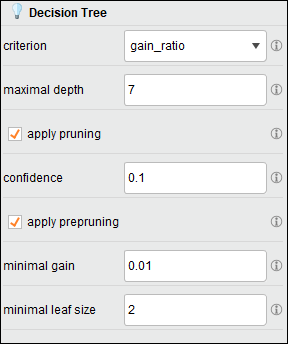 Decision Tree
criterion gain_ratio
maximal depth 7
apply pruning
confidence 0.1
apply prepruning
minimal gain 0.01
minimal leaf size 2